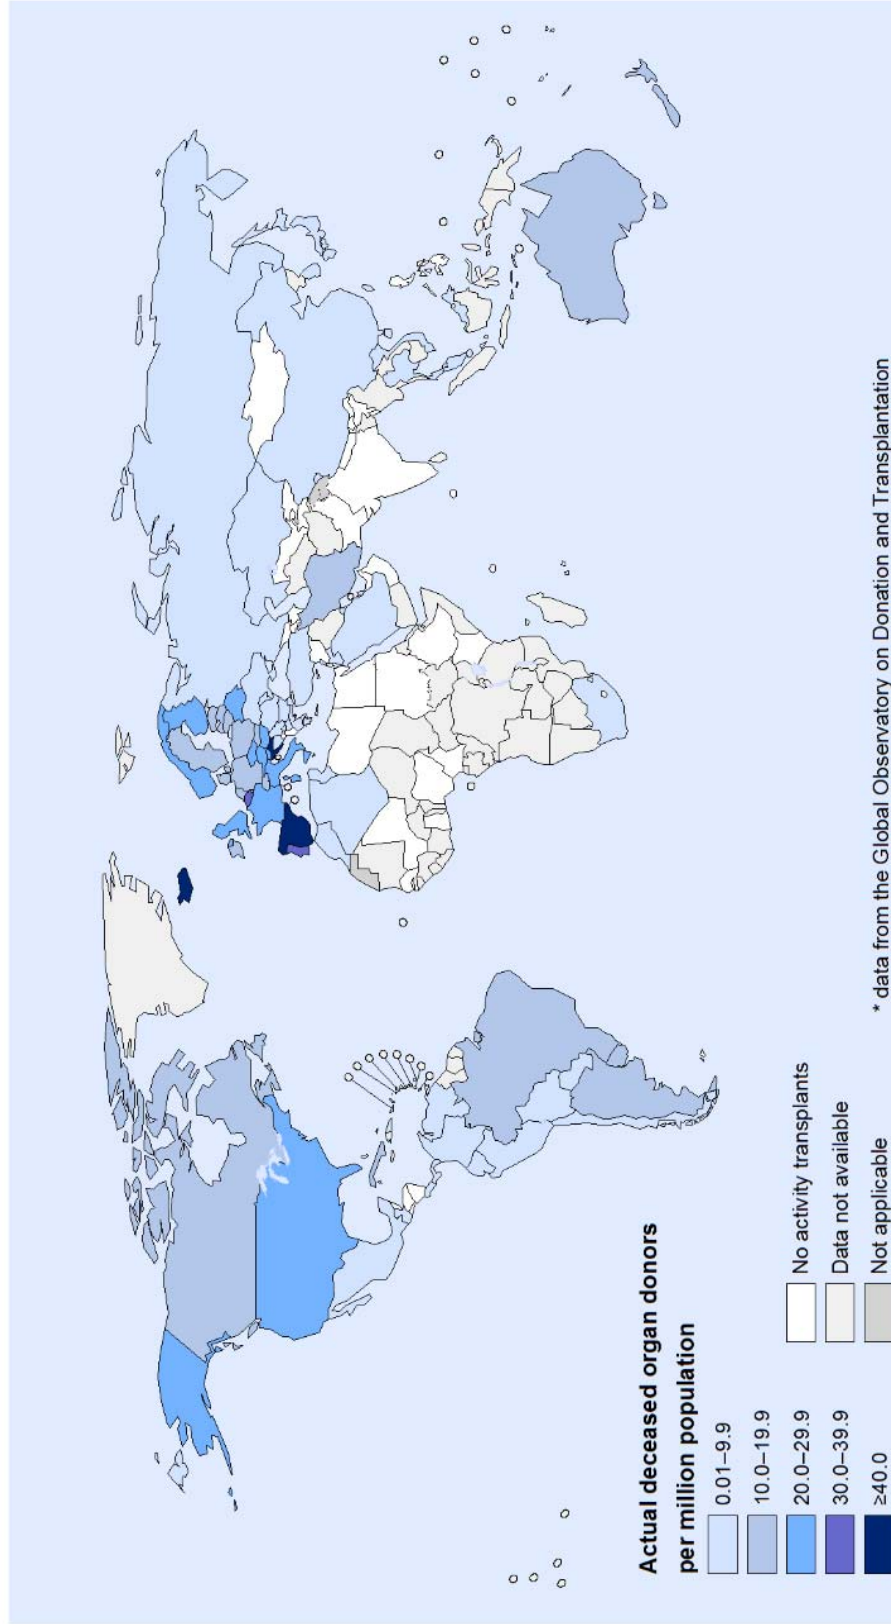 Actual deceased organ donors
per million population
0.01–9.9
10.0–19.9
20.0–29.9
30.0–39.9
≥40.0
No activity transplants
Data not available
Not applicable
* data from the Global Observatory on Donation and Transplantation